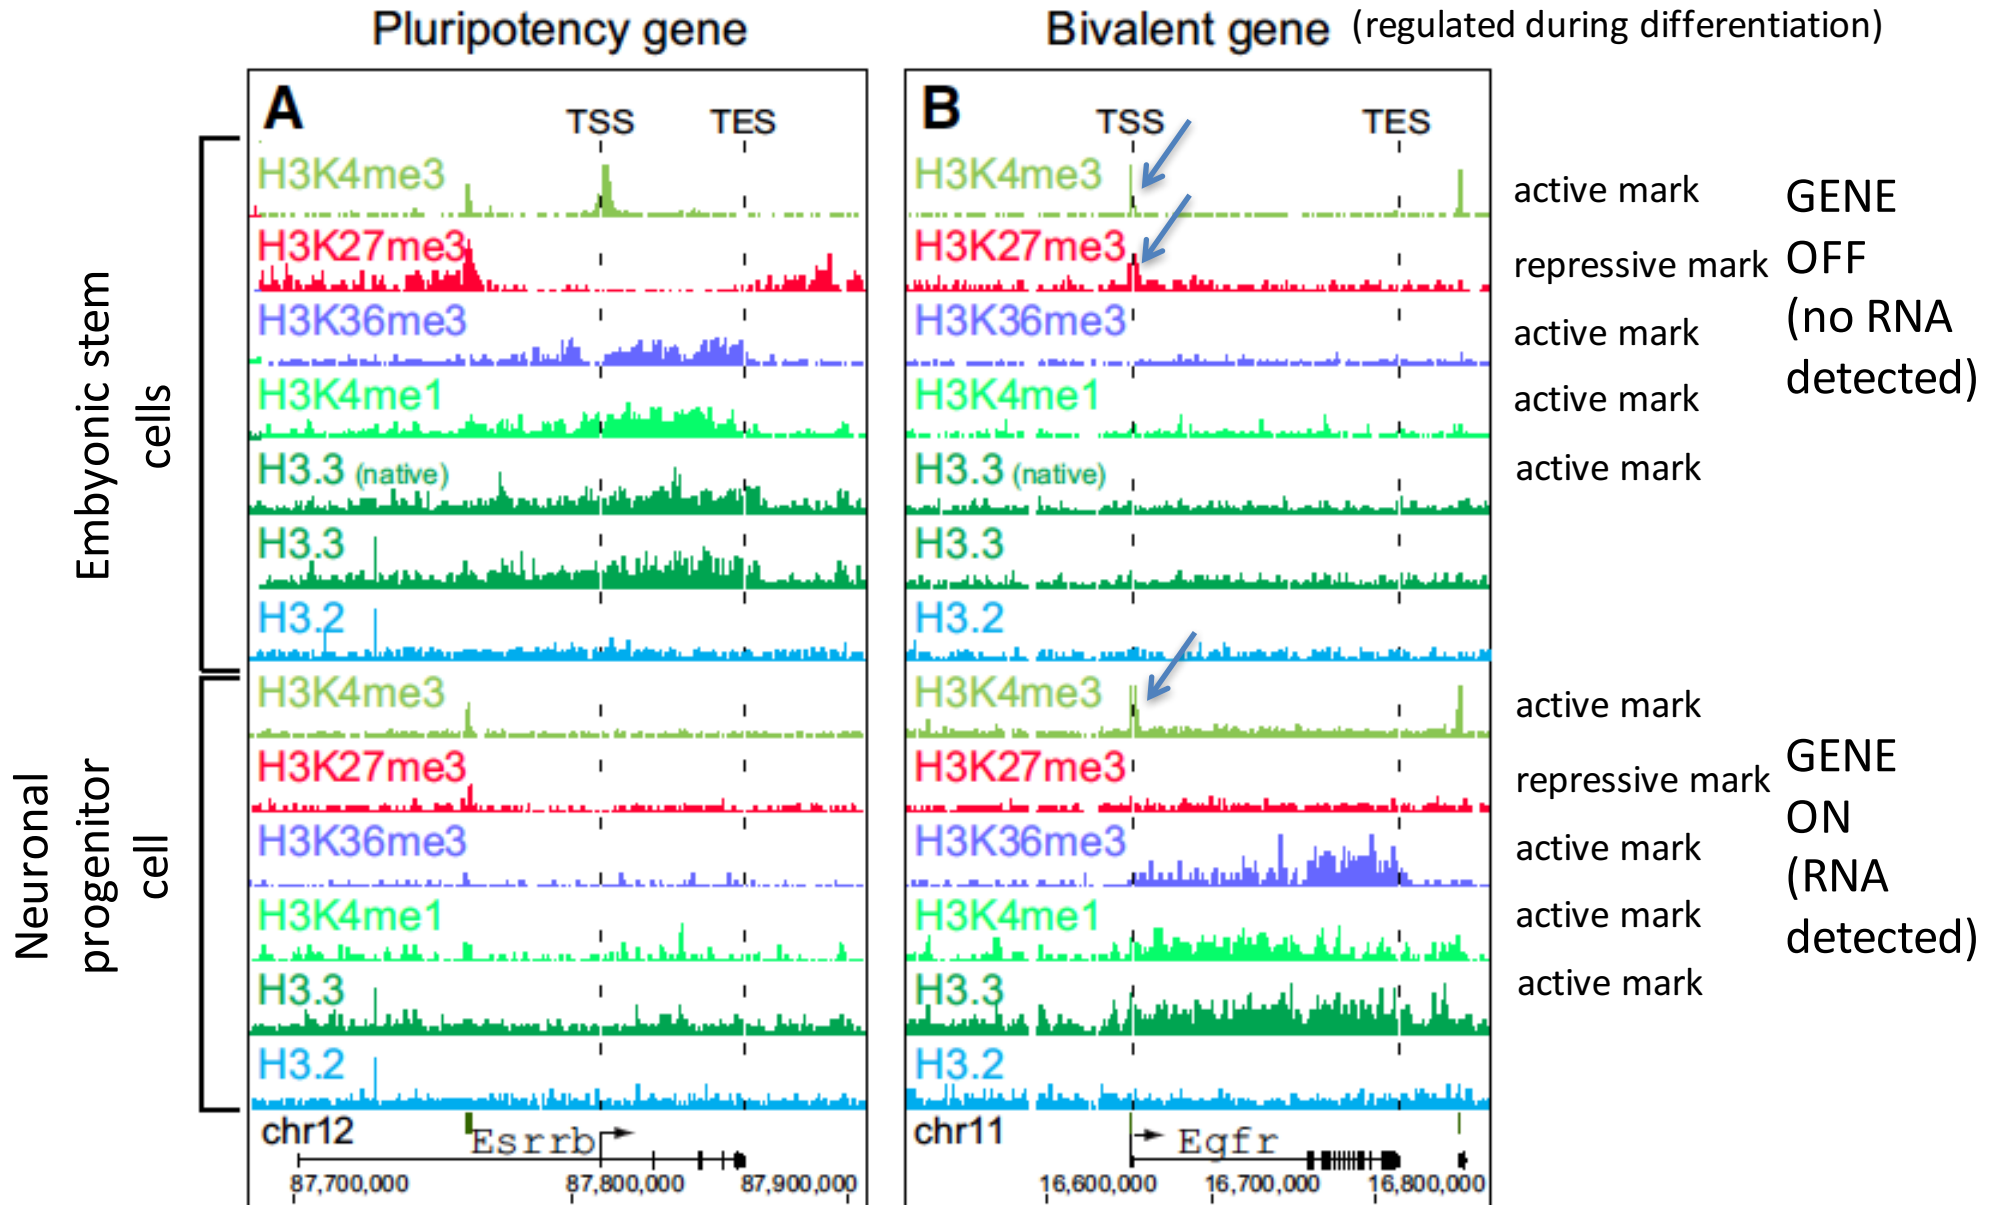 Pluripotency gene
Bivalent gene (regulated during differentiation)
A
TSS TES
H3K4me3
H3K27me3
H3K36me3
H3K4me1
H3.3 (native)
H3.3
H3.2
H3K4me3
H3K27me3
H3K36me3
H3K4me1
H3.3
H3.2
chr12
Esrrb
87,700,000 87,800,000 87,900,000
B
TSS TES
H3K4me3
H3K27me3
H3K36me3
H3K4me1
H3.3 (native)
H3.3
H3.2
H3K4me3
H3K27me3
H3K36me3
H3K4me1
H3.3
H3.2
chr11
Egfr
16,600,000 16,700,000 16,800,000
Embyonic stem
cells
Neuronal
progenitor
cell
active mark
repressive mark
active mark
active mark
active mark
GENE
OFF
(no RNA
detected)
active mark
repressive mark
active mark
active mark
active mark
GENE
ON
(RNA
detected)